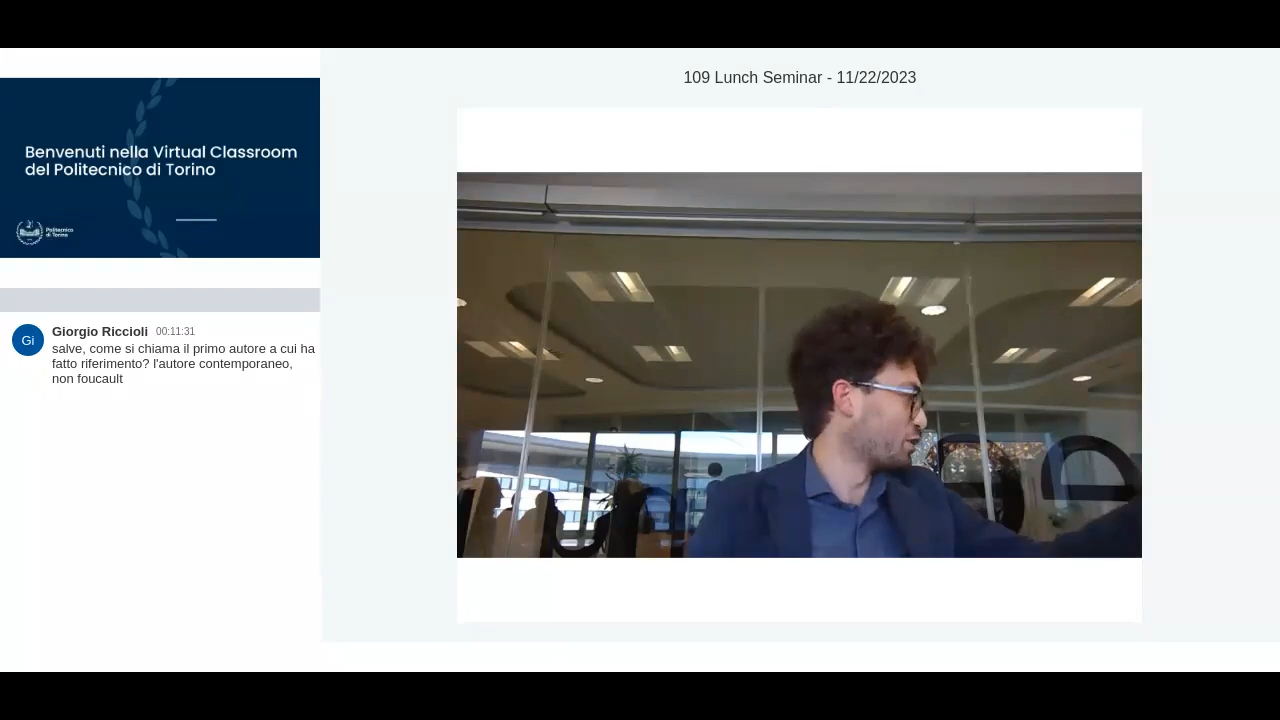 109 Lunch Seminar - 11/22/2023
Benvenuti nella Virtual Classroom
del Politecnico di Torino
Politecnico
di Torino
Gi
Giorgio Riccioli 00:11:31
salve, come si chiama il primo autore a cui ha
fatto riferimento? l'autore contemporaneo,
non foucault